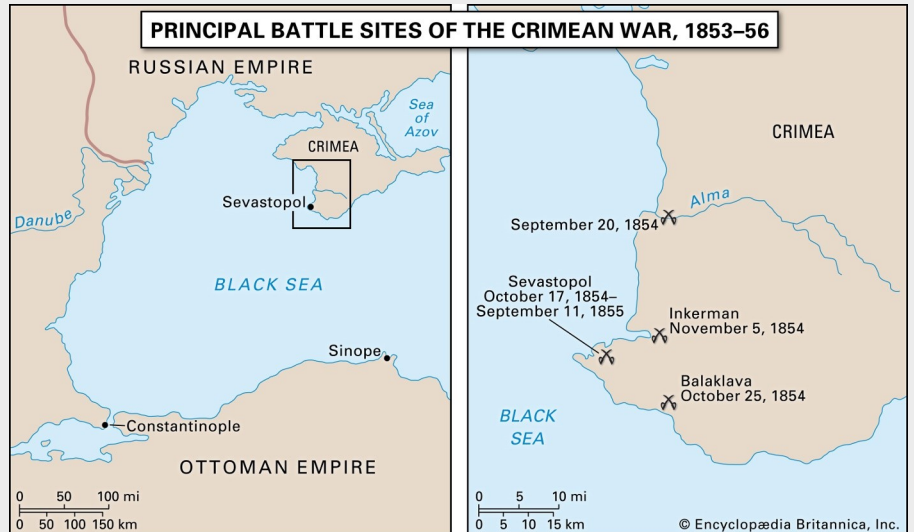 PRINCIPAL BATTLE SITES OF THE CRIMEAN WAR, 1853–56
RUSSIAN EMPIRE
Sea
of
Azov
CRIMEA
Sevastopol
Danube
BLACK SEA
Sinope
Constantinople
OTTOMAN EMPIRE
0 50 100 mi
0 50 100 150 km
CRIMEA
Alma
September 20, 1854
Sevastopol
October 17, 1854–
September 11, 1855
Inkerman
November 5, 1854
Balaklava
October 25, 1854
BLACK
SEA
0 5 10 mi
0 5 10 15 km
© Encyclopædia Britannica, Inc.